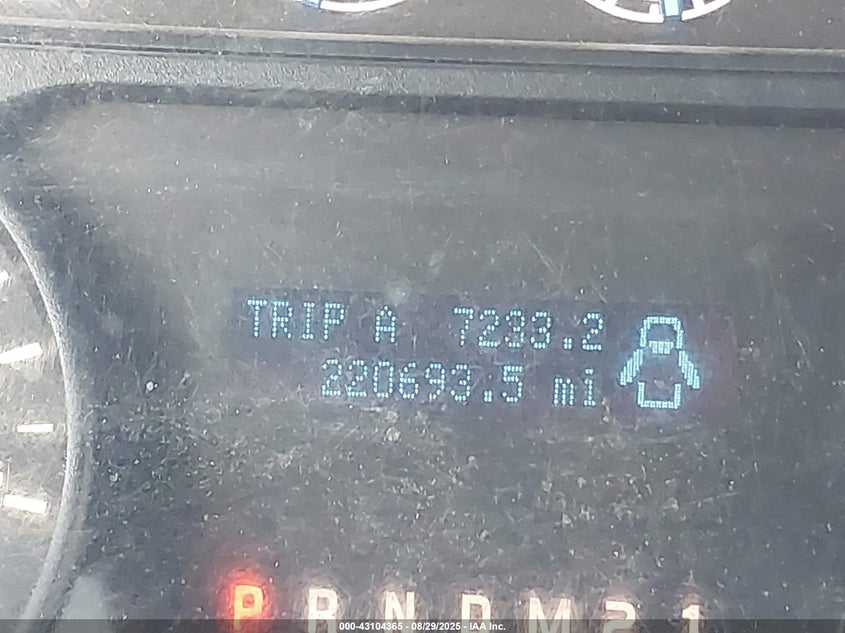 TRIP A 7233.2
220693.5 mi
P R N D M 2 1
000-43104365 - 08/29/2025 - IAA Inc.